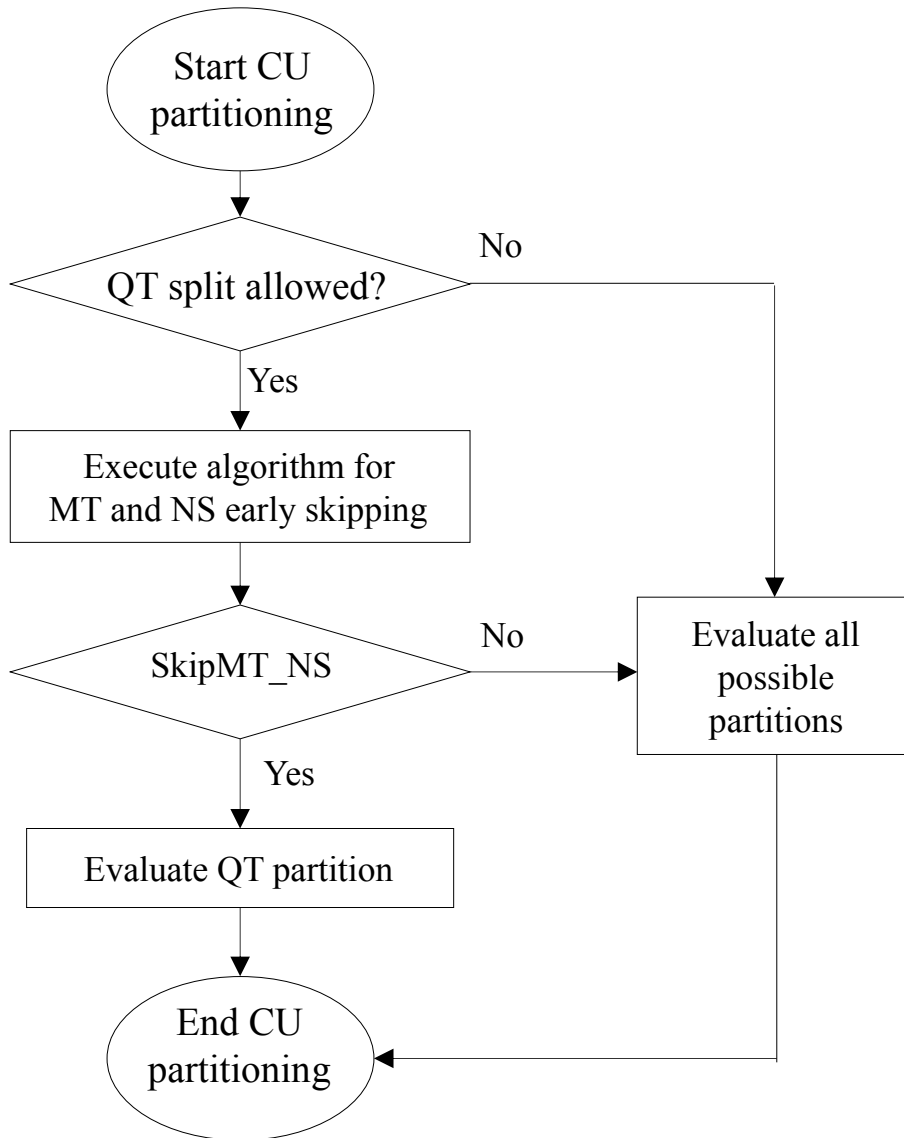 Start CU
partitioning
No
QT split allowed?
Yes
Execute algorithm for
MT and NS early skipping
No
SkipMT_NS
Evaluate all
possible
partitions
Yes
Evaluate QT partition
End CU
partitioning